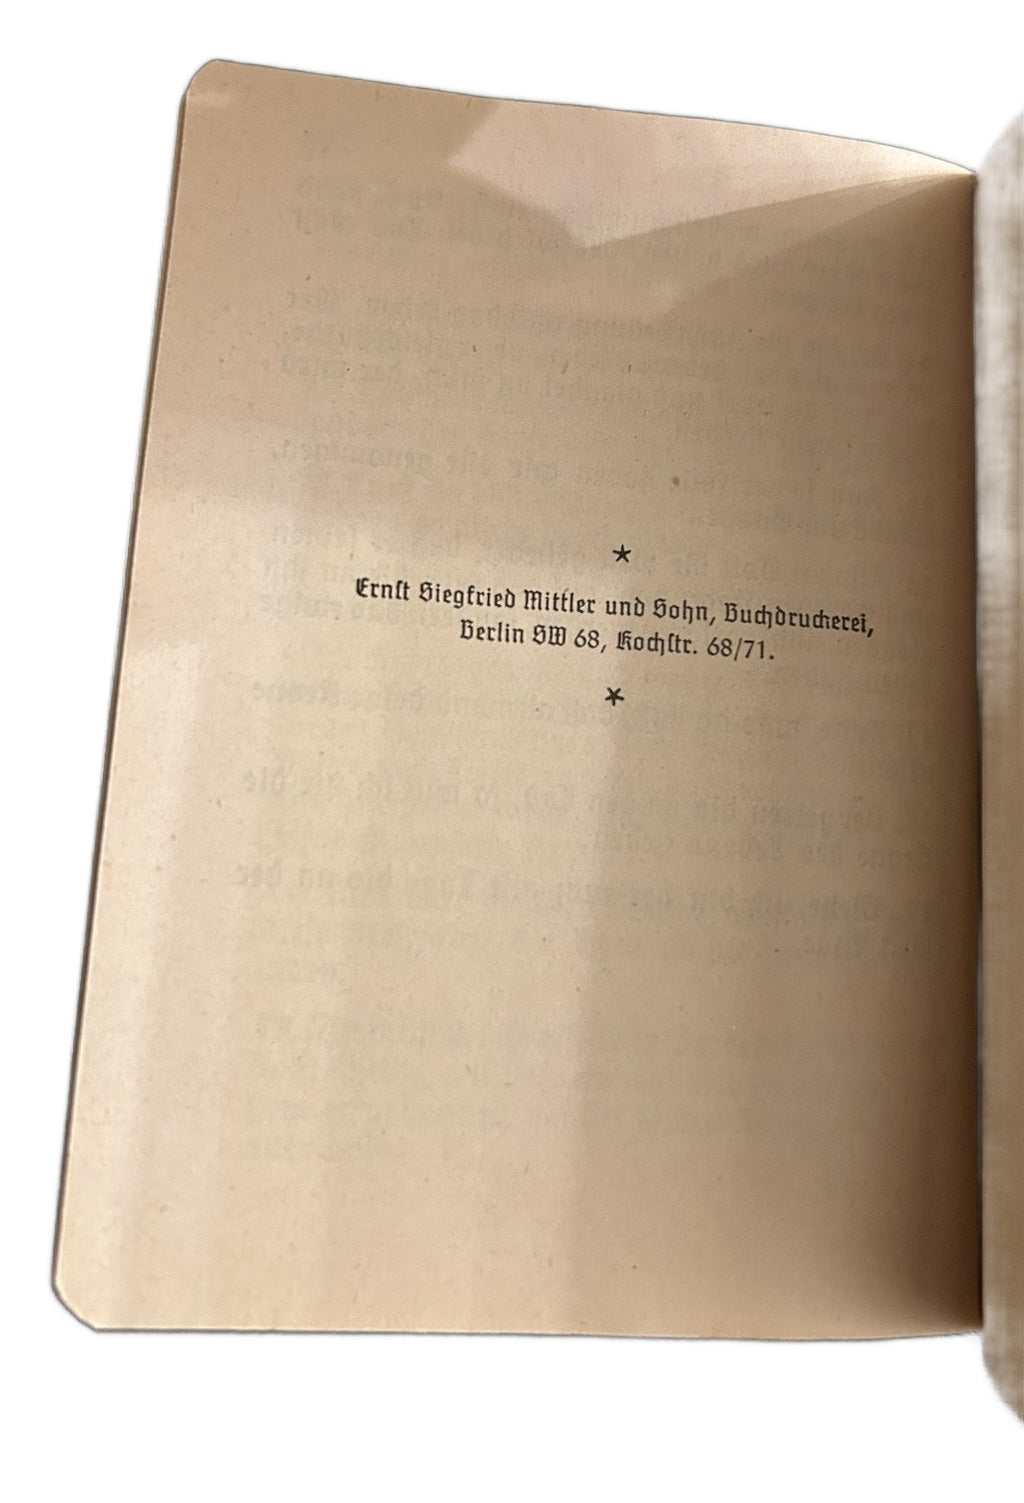 *
Ernſt Siegfried Mittler und Sohn, Buchdruckerei,
Berlin SW 68, Kochſtr. 68/71.
*